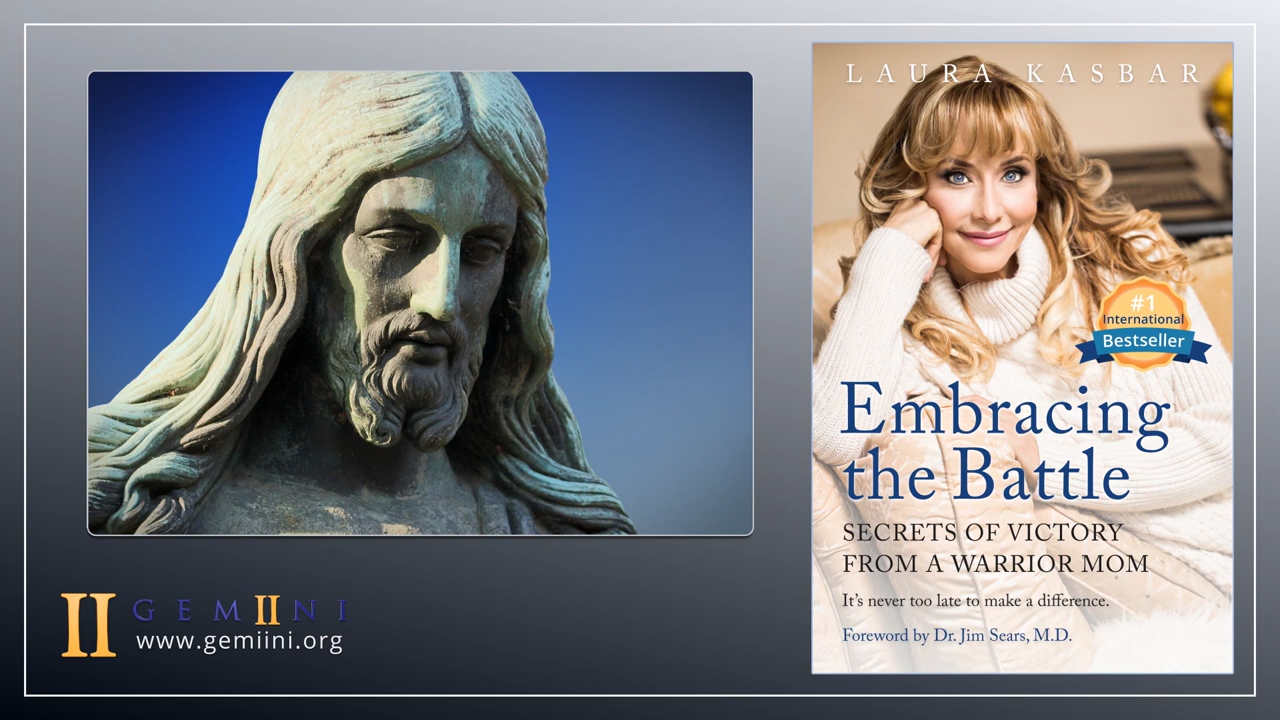 LAURA KASBAR
#1
International
Bestseller
Embracing
the Battle
SECRETS OF VICTORY
FROM A WARRIOR MOM
It's never too late to make a difference.
Foreword by Dr. Jim Sears, M.D.
II GEMIINI
www.gemiini.org